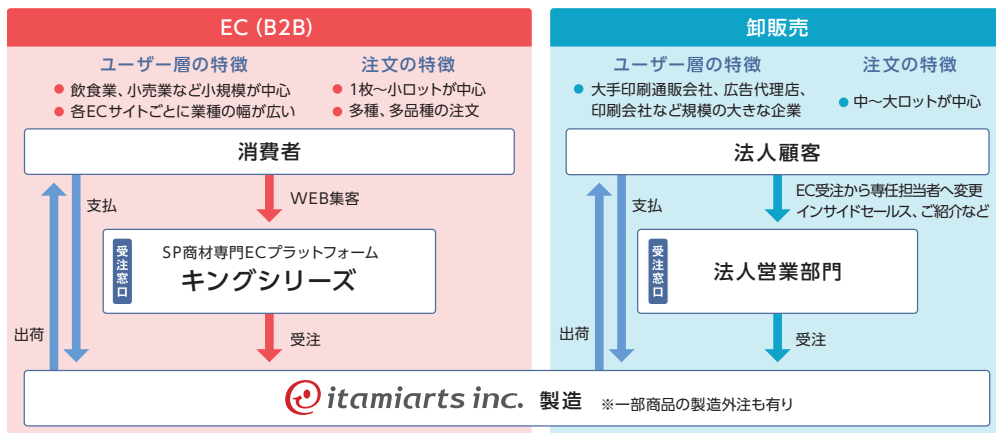 EC（B2B）
ユーザー層の特徴
● 飲食業、小売業など小規模が中心
● 各ECサイトごとに業種の幅が広い
注文の特徴
● 1枚〜小ロットが中心
● 多種、多品種の注文
消費者
支払
WEB集客
受注窓口
SP商材専門ECプラットフォーム
キングシリーズ
出荷
受注
卸販売
ユーザー層の特徴
● 大手印刷通販会社、広告代理店、
印刷会社など規模の大きな企業
注文の特徴
● 中〜大ロットが中心
法人顧客
支払
EC受注から専任担当者へ変更
インサイドセールス、ご紹介など
受注窓口
法人営業部門
出荷
受注
itamiarts inc. 製造 ※一部商品の製造外注も有り